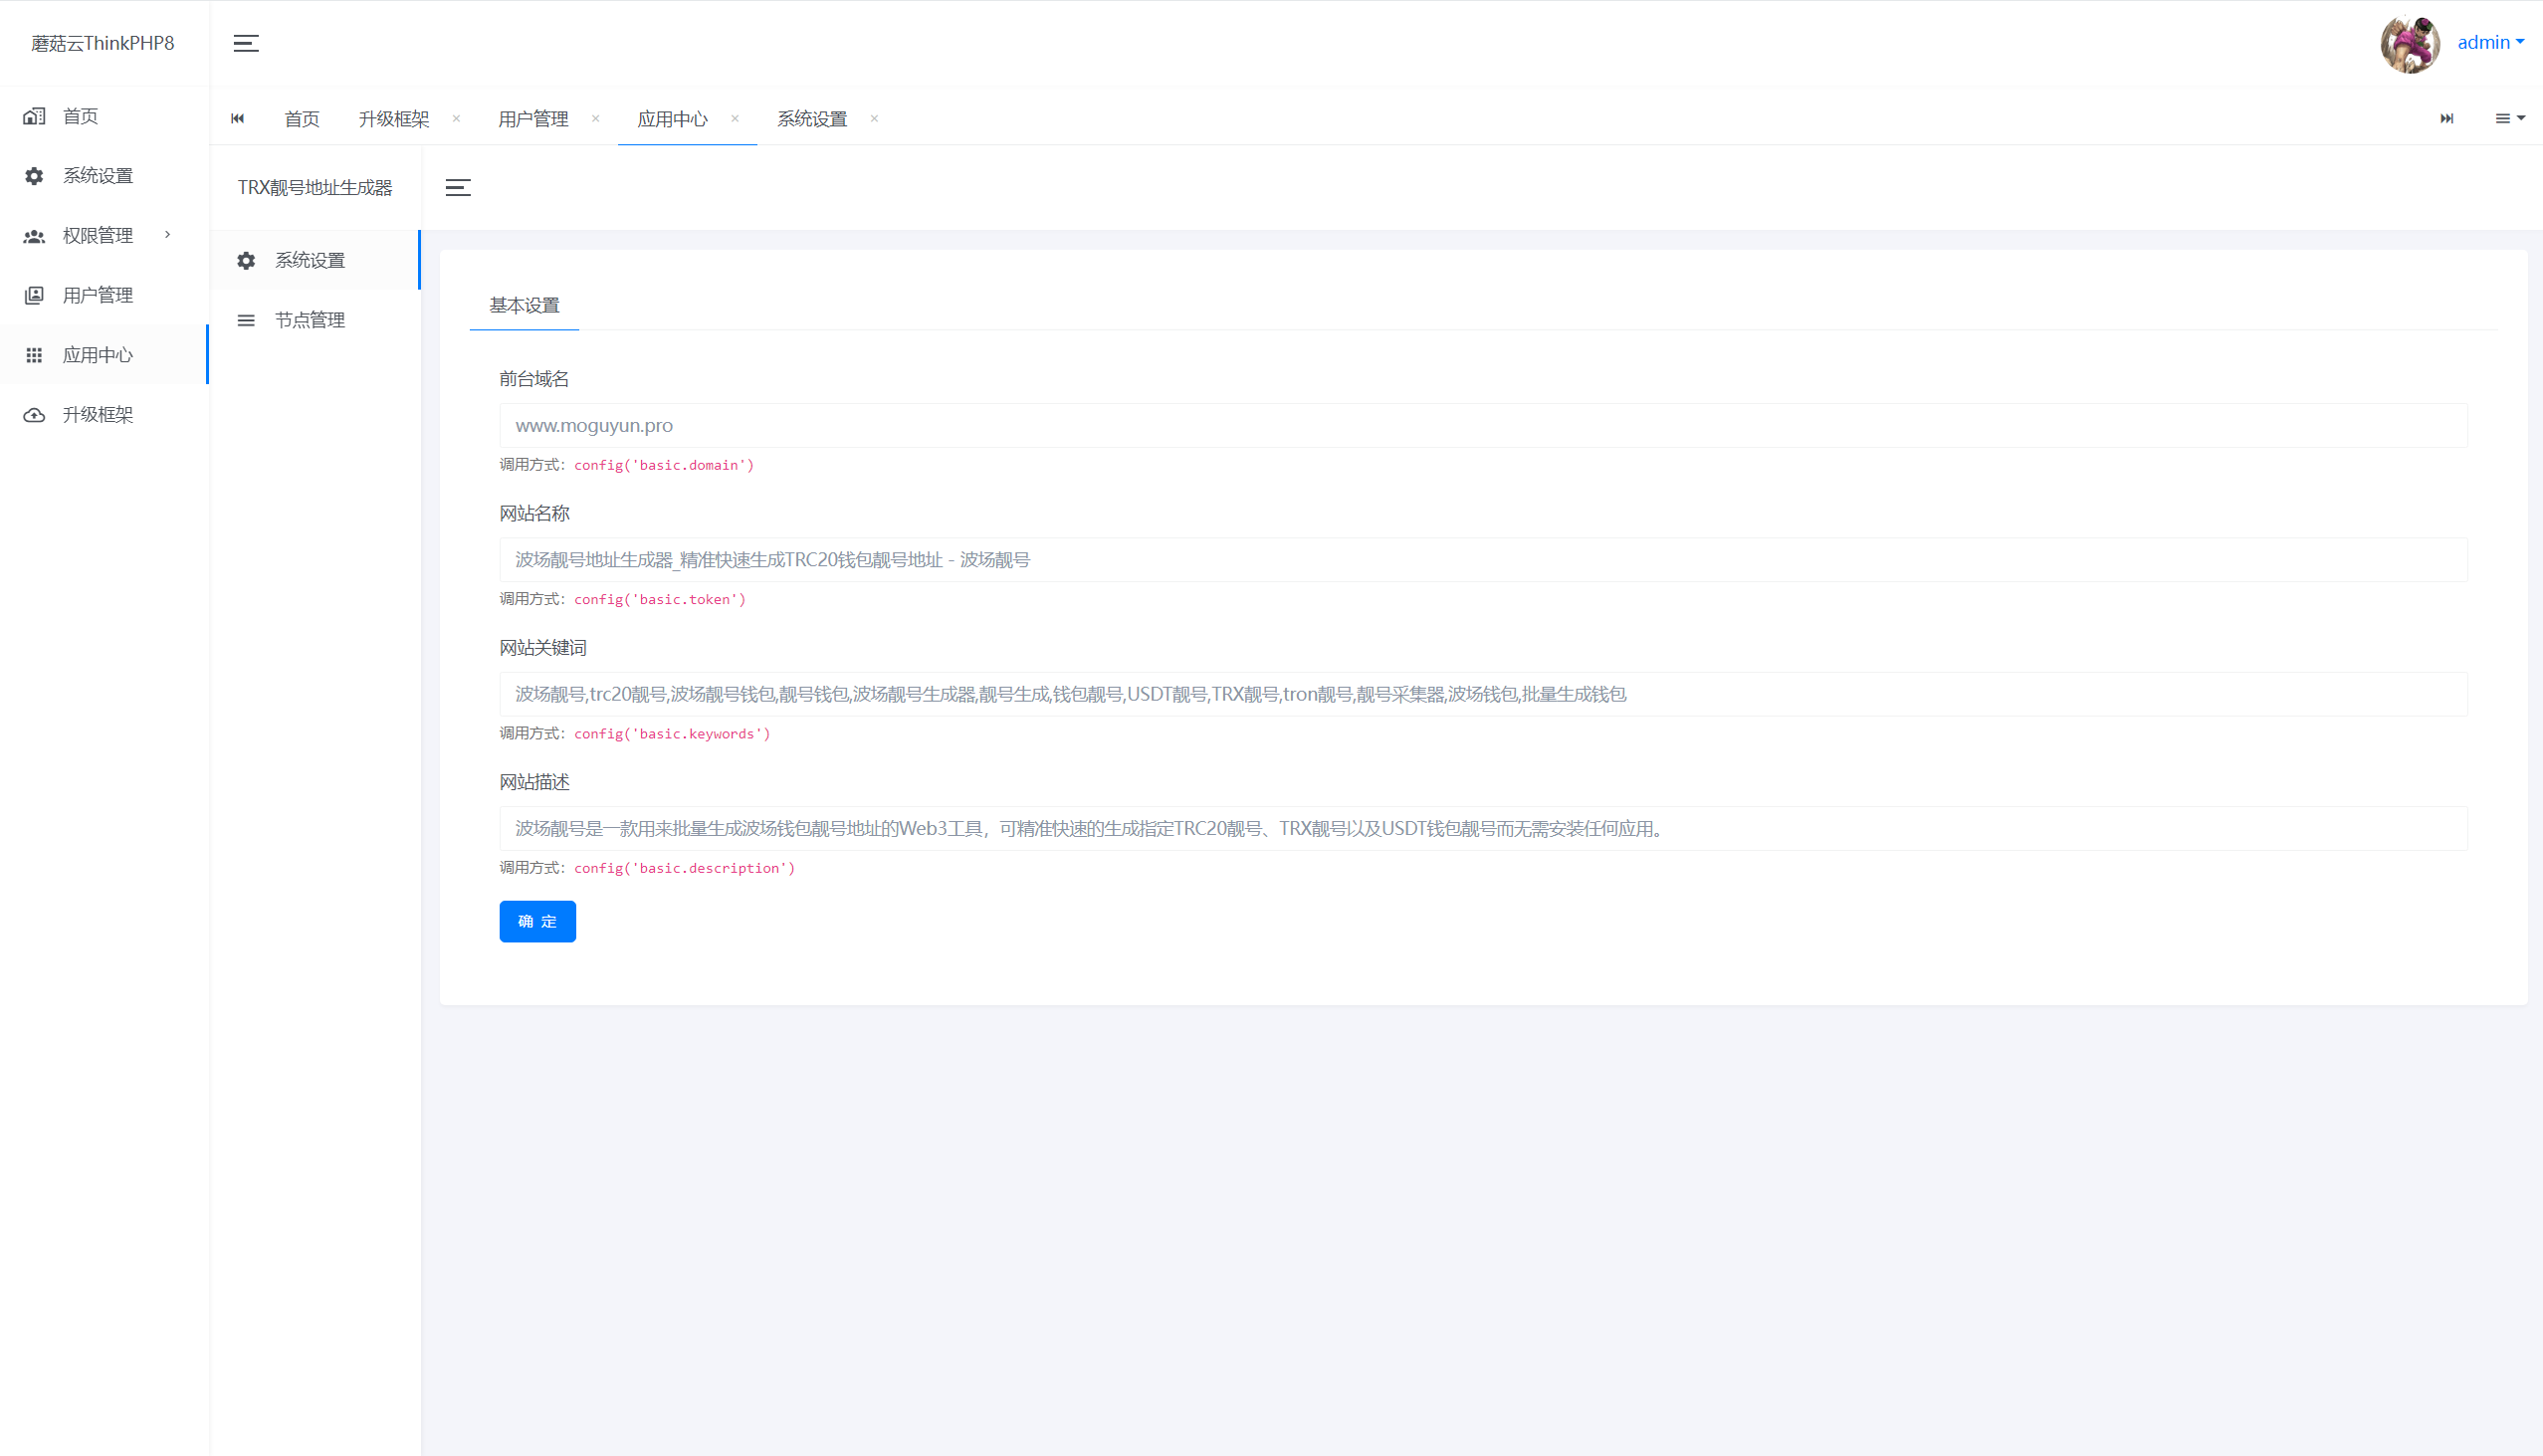 蘑菇云ThinkPHP8
admin
首页
系统设置
权限管理
用户管理
应用中心
升级框架
首页 升级框架 × 用户管理 × 应用中心 × 系统设置 ×
TRX靓号地址生成器
系统设置
节点管理
基本设置
前台域名
www.moguyun.pro
调用方式：config('basic.domain')
网站名称
波场靓号地址生成器_精准快速生成TRC20钱包靓号地址 - 波场靓号
调用方式：config('basic.token')
网站关键词
波场靓号,trc20靓号,波场靓号钱包,靓号钱包,波场靓号生成器,靓号生成,钱包靓号,USDT靓号,TRX靓号,tron靓号,靓号采集器,波场钱包,批量生成钱包
调用方式：config('basic.keywords')
网站描述
波场靓号是一款用来批量生成波场钱包靓号地址的Web3工具，可精准快速的生成指定TRC20靓号、TRX靓号以及USDT钱包靓号而无需安装任何应用。
调用方式：config('basic.description')
确 定